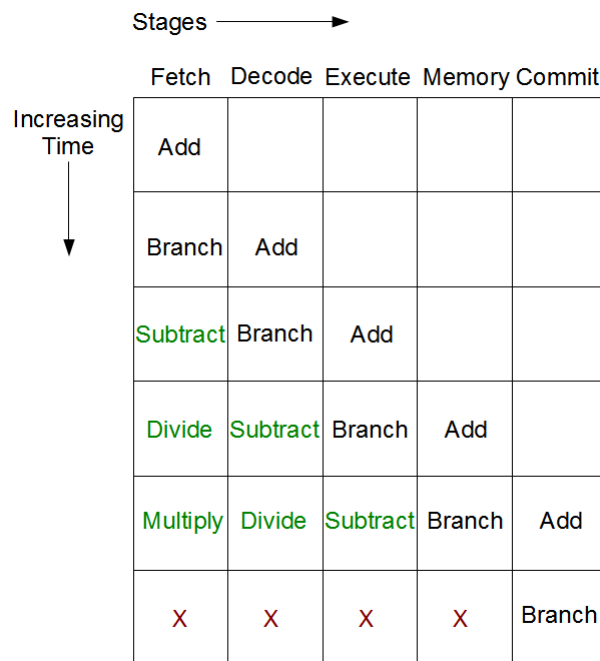 Stages
Fetch Decode Execute Memory Commit
Increasing
Time
Add
Branch Add
Subtract Branch Add
Divide Subtract Branch Add
Multiply Divide Subtract Branch Add
X X X X Branch